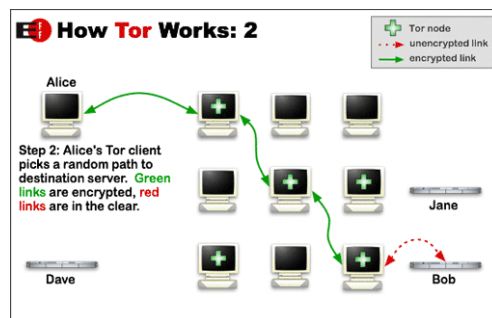 EFF How Tor Works: 2
Tor node
unencrypted link
encrypted link
Alice
Step 2: Alice's Tor client
picks a random path to
destination server. Green
links are encrypted, red
links are in the clear.
Jane
Dave
Bob